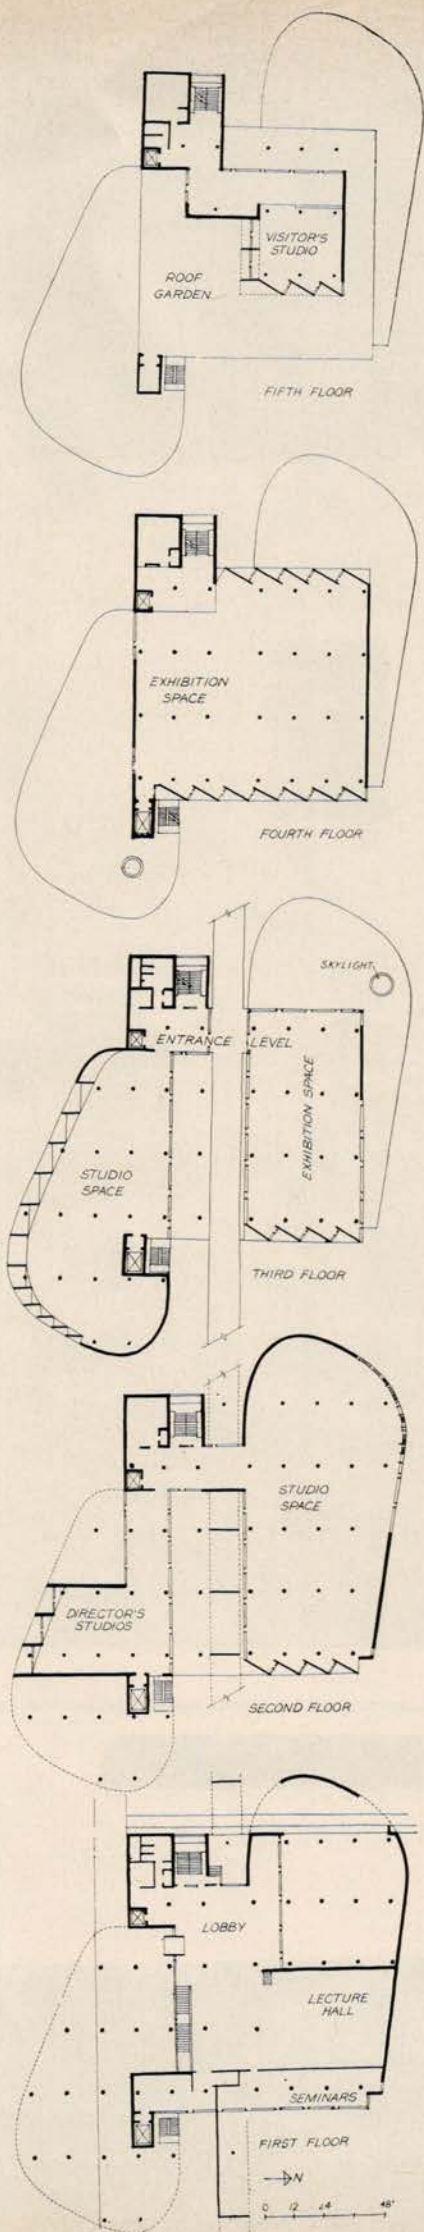 VISITOR'S
STUDIO
ROOF
GARDEN
FIFTH FLOOR
EXHIBITION
SPACE
FOURTH FLOOR
SKYLIGHT
ENTRANCE LEVEL
EXHIBITION SPACE
STUDIO
SPACE
THIRD FLOOR
STUDIO
SPACE
DIRECTOR'S
STUDIOS
SECOND FLOOR
LOBBY
LECTURE
HALL
SEMINARS
FIRST FLOOR
N
0 12 24 48'